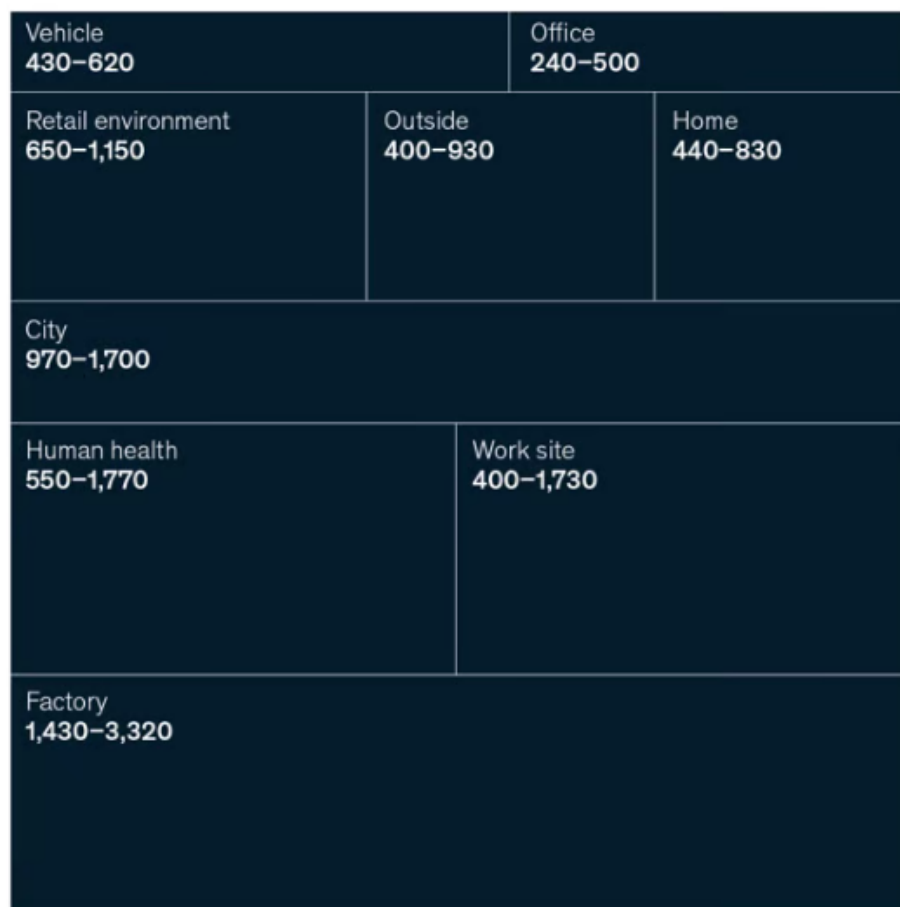 Vehicle
430–620
Office
240–500
Retail environment
650–1,150
Outside
400–930
Home
440–830
City
970–1,700
Human health
550–1,770
Work site
400–1,730
Factory
1,430–3,320